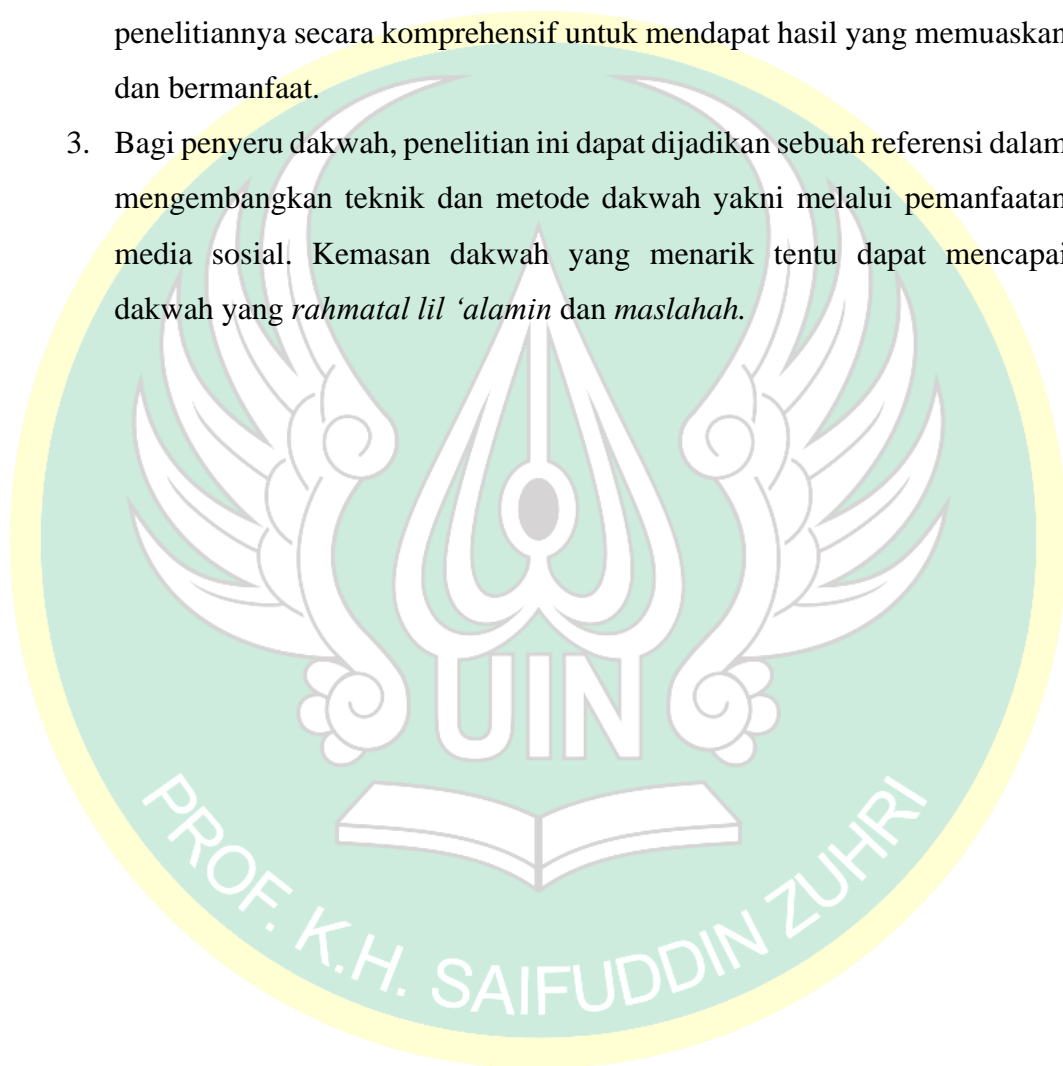 penelitiannya secara komprehensif untuk mendapat hasil yang memuaskan
dan bermanfaat.
3. Bagi penyeru dakwah, penelitian ini dapat dijadikan sebuah referensi dalam
mengembangkan teknik dan metode dakwah yakni melalui pemanfaatan
media sosial. Kemasan dakwah yang menarik tentu dapat mencapai
dakwah yang rahmatal lil ‘alamin dan maslahah.
UIN
PROF. K.H. SAIFUDDIN ZUHRI